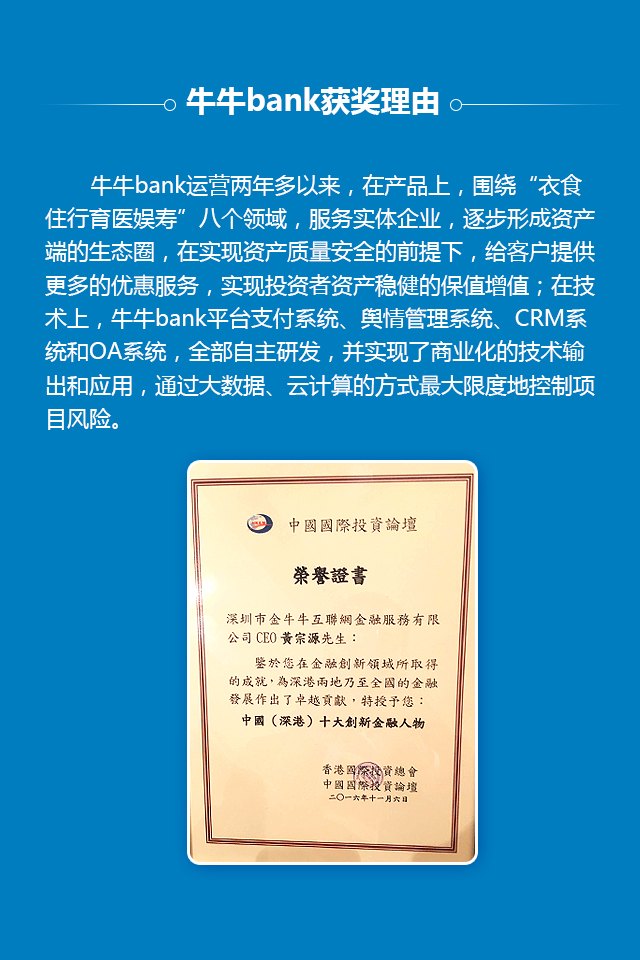 牛牛bank获奖理由
牛牛bank运营两年多以来，在产品上，围绕“衣食
住行育医娱寿”八个领域，服务实体企业，逐步形成资产
端的生态圈，在实现资产质量安全的前提下，给客户提供
更多的优惠服务，实现投资者资产稳健的保值增值；在技
术上，牛牛bank平台支付系统、舆情管理系统、CRM系
统和OA系统，全部自主研发，并实现了商业化的技术输
出和应用，通过大数据、云计算的方式最大限度地控制项
目风险。
中國國際投資論壇
榮譽證書
深圳市金牛牛互聯網金融服務有限
公司CEO黃宗源先生：
鑒於您在金融創新領域所取得
的成就，為深港兩地乃至全國的金融
發展作出了卓越貢獻，特授予您：
中國（深港）十大創新金融人物
香港國際投資總會
中國國際投資論壇
二〇一六年十一月六日